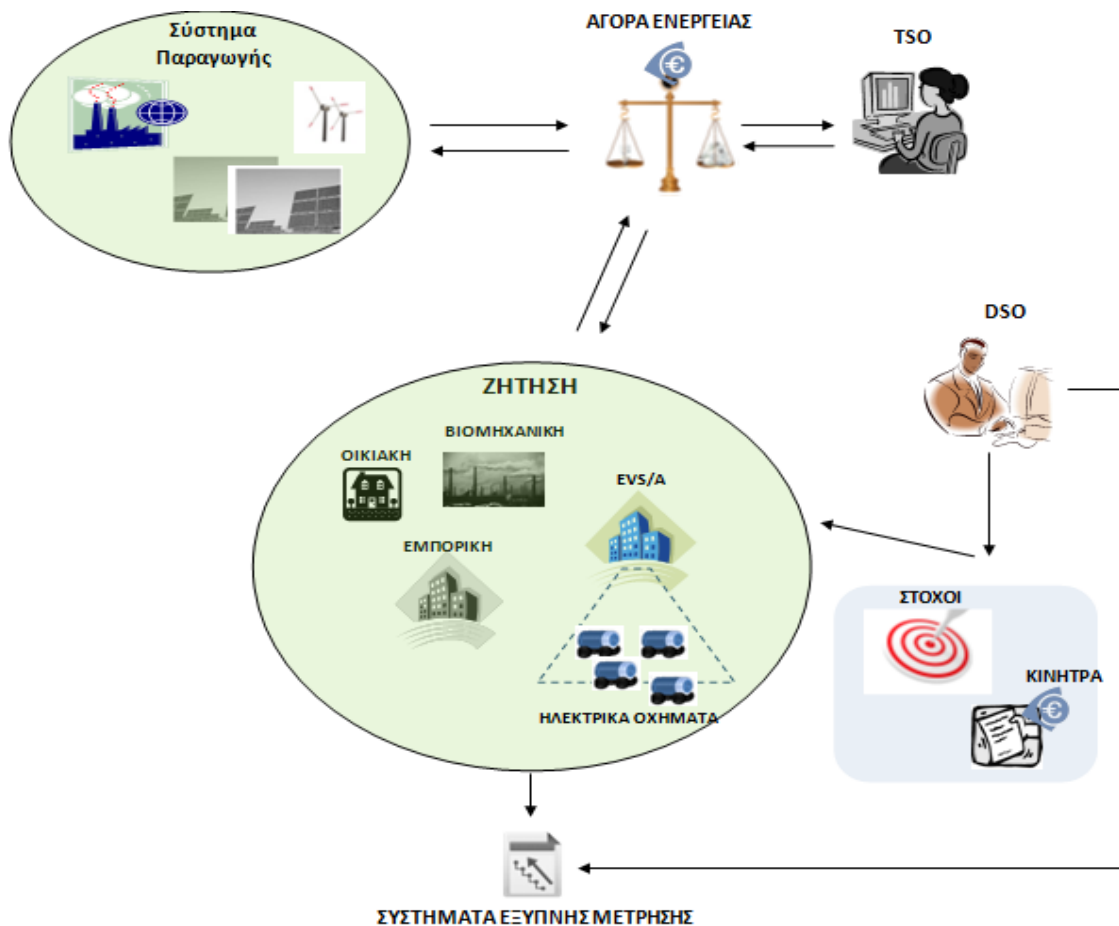 Σύστημα
Παραγωγής
ΑΓΟΡΑ ΕΝΕΡΓΕΙΑΣ
TSO
DSO
ΖΗΤΗΣΗ
ΒΙΟΜΗΧΑΝΙΚΗ
ΟΙΚΙΑΚΗ
EVS/A
ΕΜΠΟΡΙΚΗ
ΣΤΟΧΟΙ
ΚΙΝΗΤΡΑ
ΗΛΕΚΤΡΙΚΑ ΟΧΗΜΑΤΑ
ΣΥΣΤΗΜΑΤΑ ΕΞΥΠΝΗΣ ΜΕΤΡΗΣΗΣ